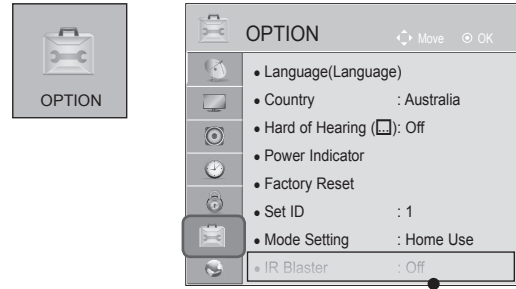 OPTION
OPTION Move OK
• Language(Language)
• Country : Australia
• Hard of Hearing (...): Off
• Power Indicator
• Factory Reset
• Set ID : 1
• Mode Setting : Home Use
• IR Blaster : Off